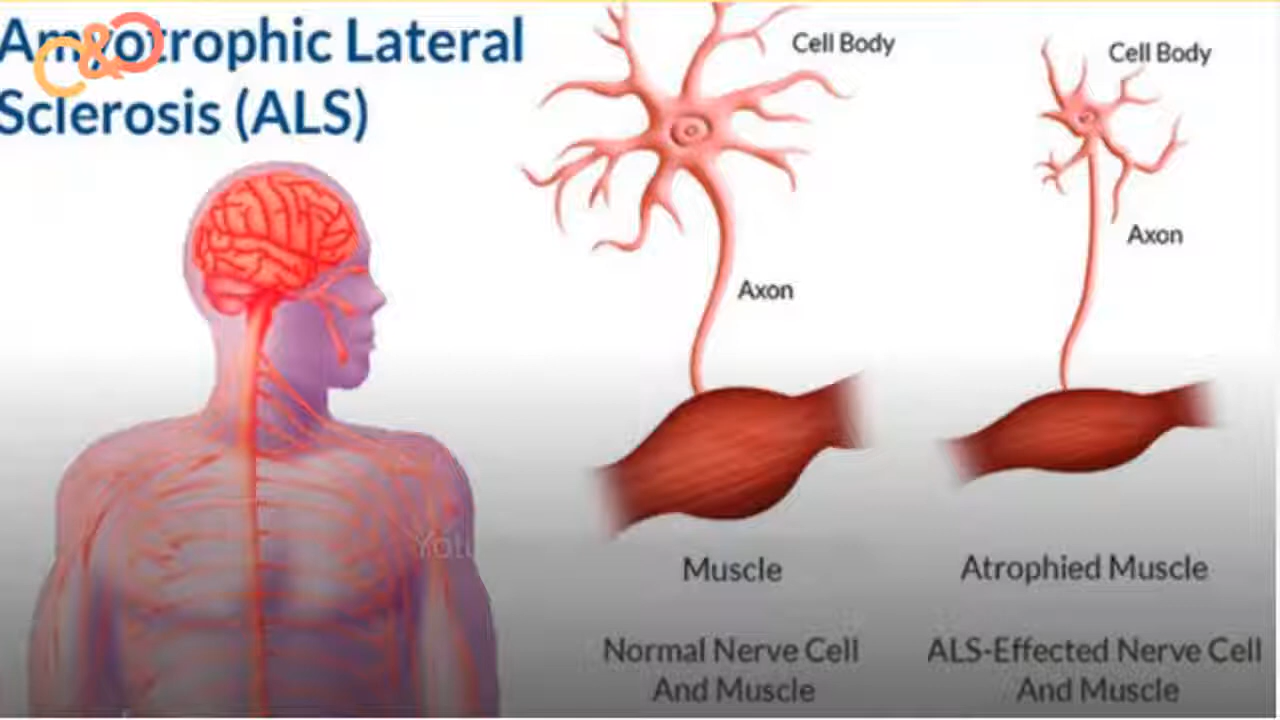 Amyotrophic Lateral
Sclerosis (ALS)
C&O
Cell Body
Axon
Muscle
Normal Nerve Cell
And Muscle
Cell Body
Axon
Atrophied Muscle
ALS-Effected Nerve Cell
And Muscle